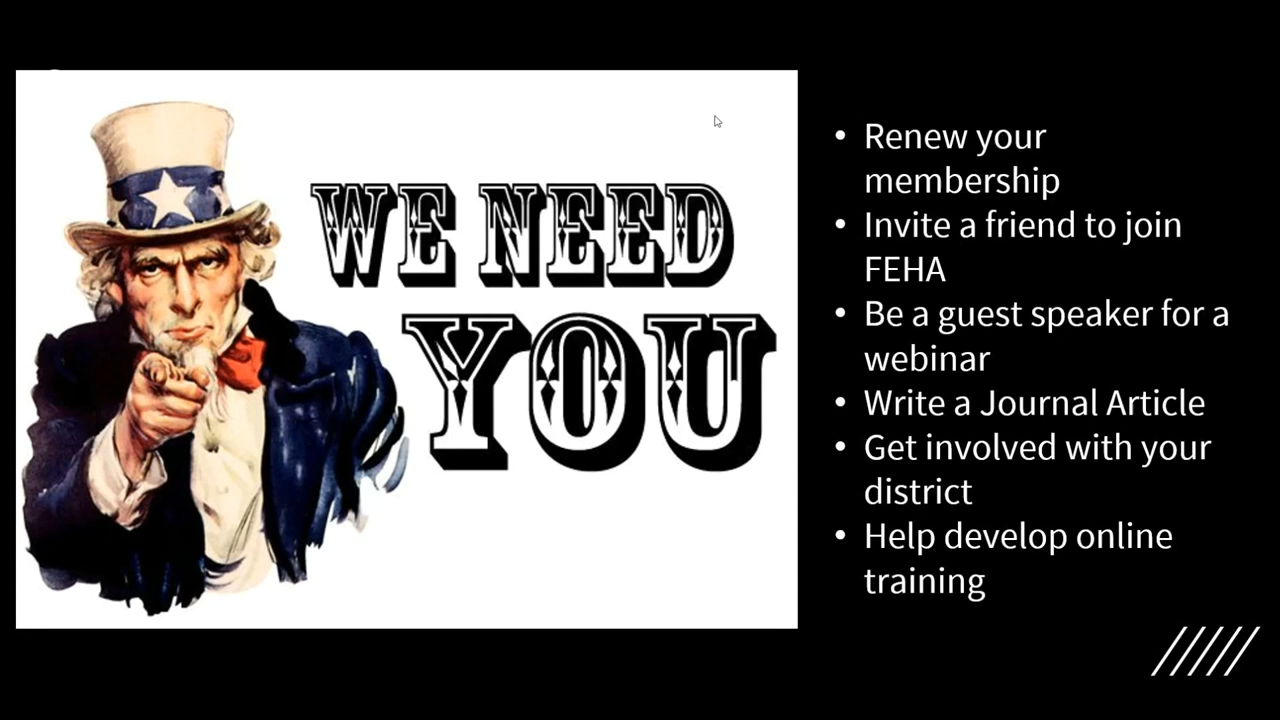 WE NEED
YOU
• Renew your
membership
• Invite a friend to join
FEHA
• Be a guest speaker for a
webinar
• Write a Journal Article
• Get involved with your
district
• Help develop online
training